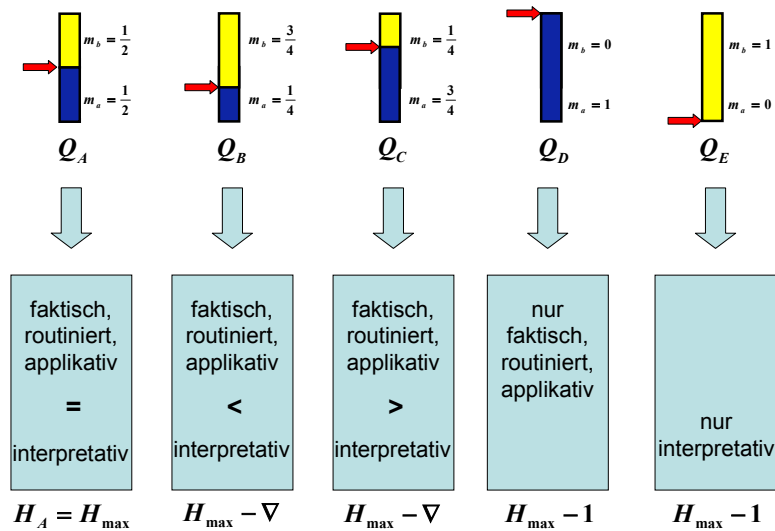 m_b = 1/2
m_a = 1/2
Q_A
m_b = 3/4
m_a = 1/4
Q_B
m_b = 1/4
m_a = 3/4
Q_C
m_b = 0
m_a = 1
Q_D
m_b = 1
m_a = 0
Q_E
faktisch,
routiniert,
applikativ
=
interpretativ
faktisch,
routiniert,
applikativ
<
interpretativ
faktisch,
routiniert,
applikativ
>
interpretativ
nur
faktisch,
routiniert,
applikativ
nur
interpretativ
H_A = H_max
H_max − ∇
H_max − ∇
H_max − 1
H_max − 1